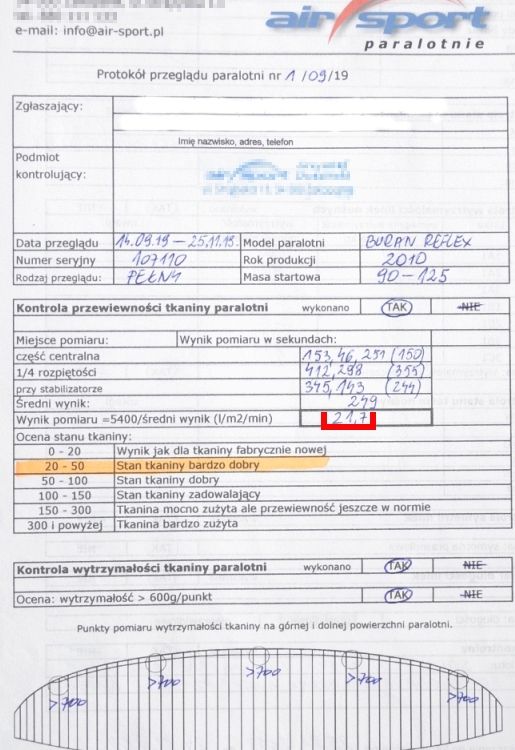 e-mail: info@air-sport.pl
air sport
paralotnie
Protokół przeglądu paralotni nr 1/09/19
Zgłaszający:
Imię nazwisko, adres, telefon
Podmiot
kontrolujący:
Data przeglądu 14.09.19 – 25.11.19. Model paralotni BURAN REFLEX
Numer seryjny 107110 Rok produkcji 2010
Rodzaj przeglądu: PEŁNY Masa startowa 90-125
Kontrola przewiewności tkaniny paralotni wykonano TAK NIE
Miejsce pomiaru: Wynik pomiaru w sekundach:
część centralna 153, 46, 251 (150)
1/4 rozpiętości 412, 298 (355)
przy stabilizatorze 345, 143 (244)
Średni wynik: 249
Wynik pomiaru =5400/średni wynik (l/m2/min) 21,7
Ocena stanu tkaniny:
0 - 20 Wynik jak dla tkaniny fabrycznie nowej
20 - 50 Stan tkaniny bardzo dobry
50 - 100 Stan tkaniny dobry
100 - 150 Stan tkaniny zadowalający
150 - 300 Tkanina mocno zużyta ale przewiewność jeszcze w normie
300 i powyżej Tkanina bardzo zużyta
Kontrola wytrzymałości tkaniny paralotni wykonano TAK NIE
Ocena: wytrzymałość > 600g/punkt TAK NIE
Punkty pomiaru wytrzymałości tkaniny na górnej i dolnej powierzchni paralotni.
>700 >700 >700 >700 >700